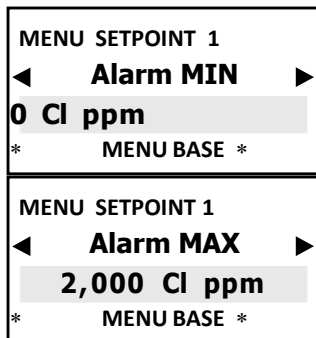 MENU SETPOINT 1
◀ Alarm MIN ▶
0 Cl ppm
* MENU BASE *
MENU SETPOINT 1
◀ Alarm MAX ▶
2,000 Cl ppm
* MENU BASE *